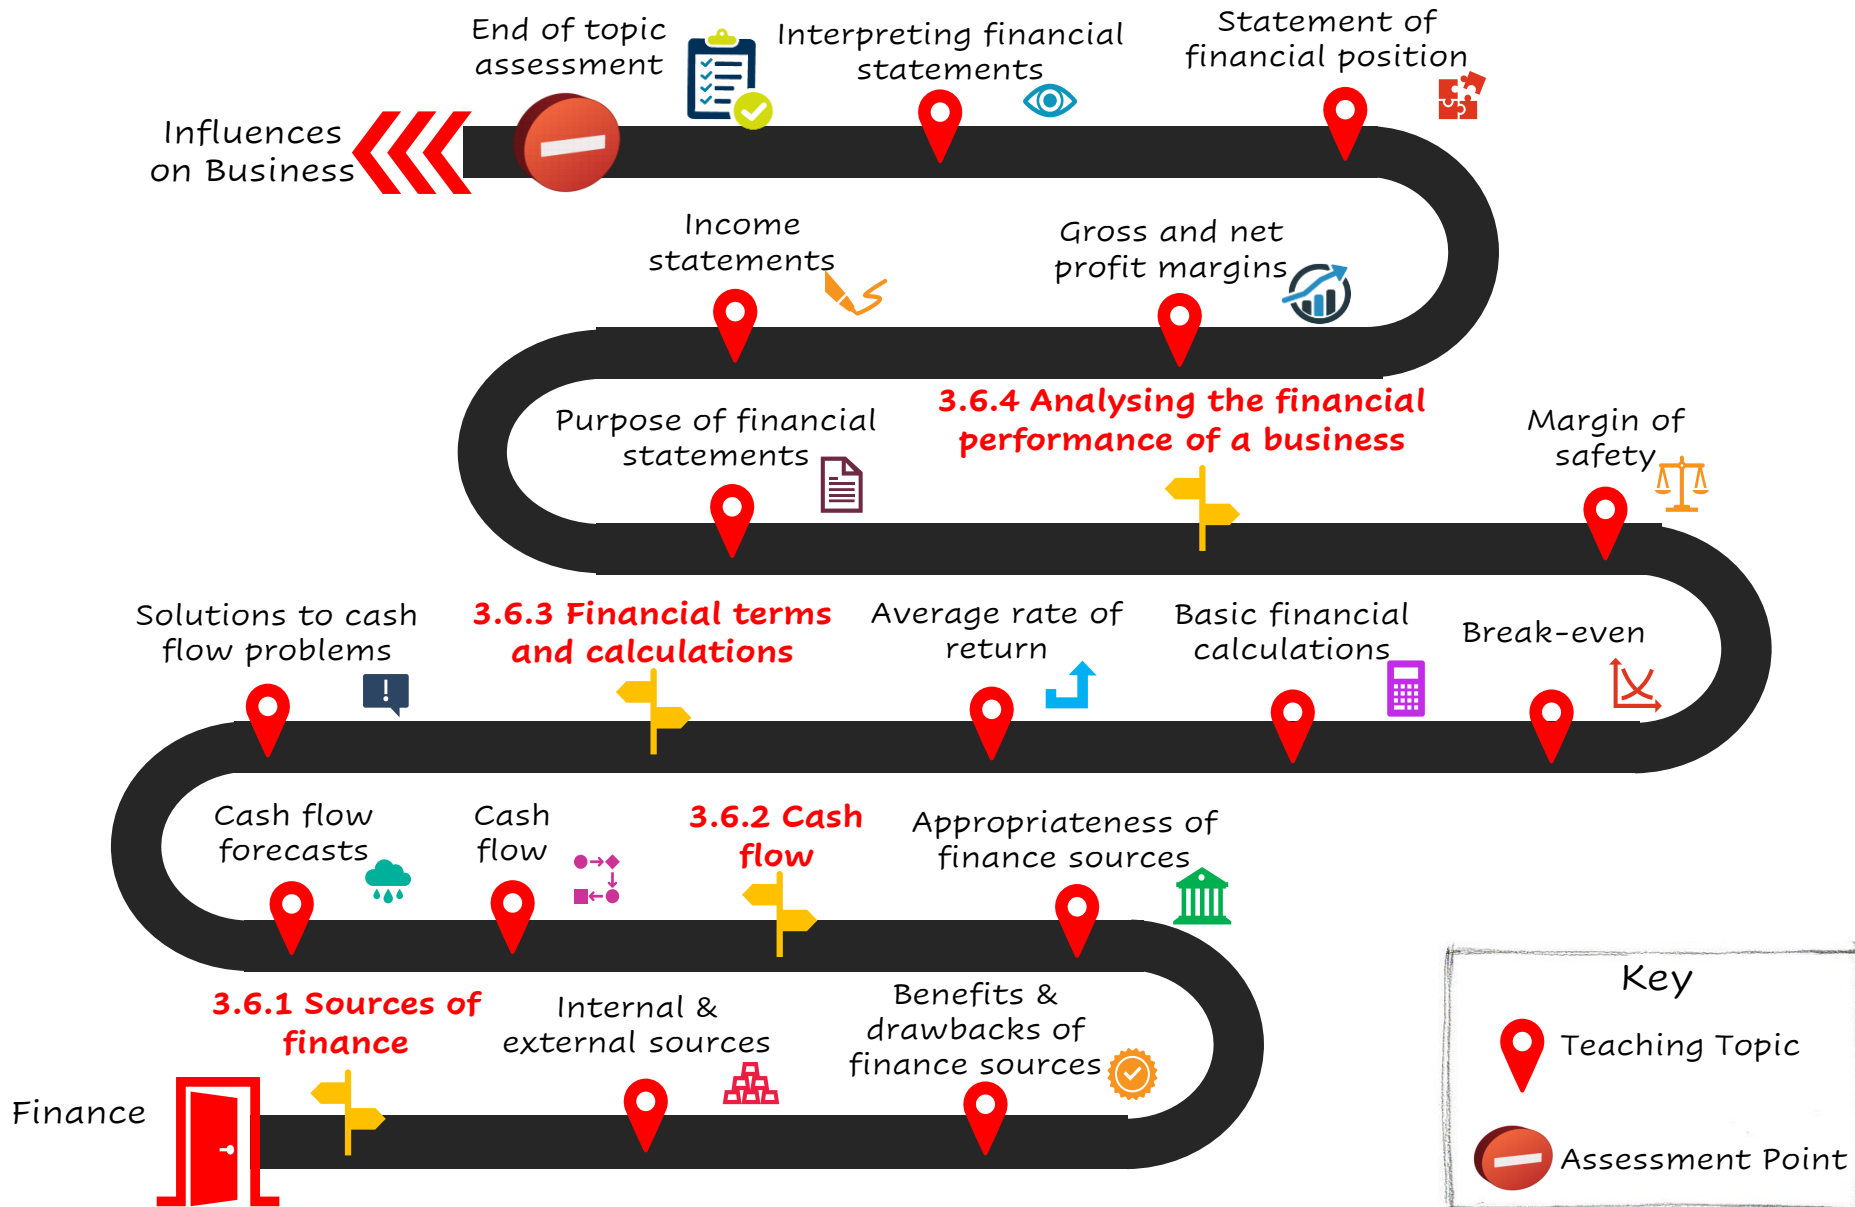 End of topic
assessment
Interpreting financial
statements
Statement of
financial position
Influences
on Business
Income
statements
Gross and net
profit margins
Purpose of financial
statements
3.6.4 Analysing the financial
performance of a business
Margin of
safety
Solutions to cash
flow problems
3.6.3 Financial terms
and calculations
Average rate of
return
Basic financial
calculations
Break-even
Cash flow
forecasts
Cash
flow
3.6.2 Cash
flow
Appropriateness of
finance sources
3.6.1 Sources of
finance
Internal &
external sources
Benefits &
drawbacks of
finance sources
Finance
Key
Teaching Topic
Assessment Point